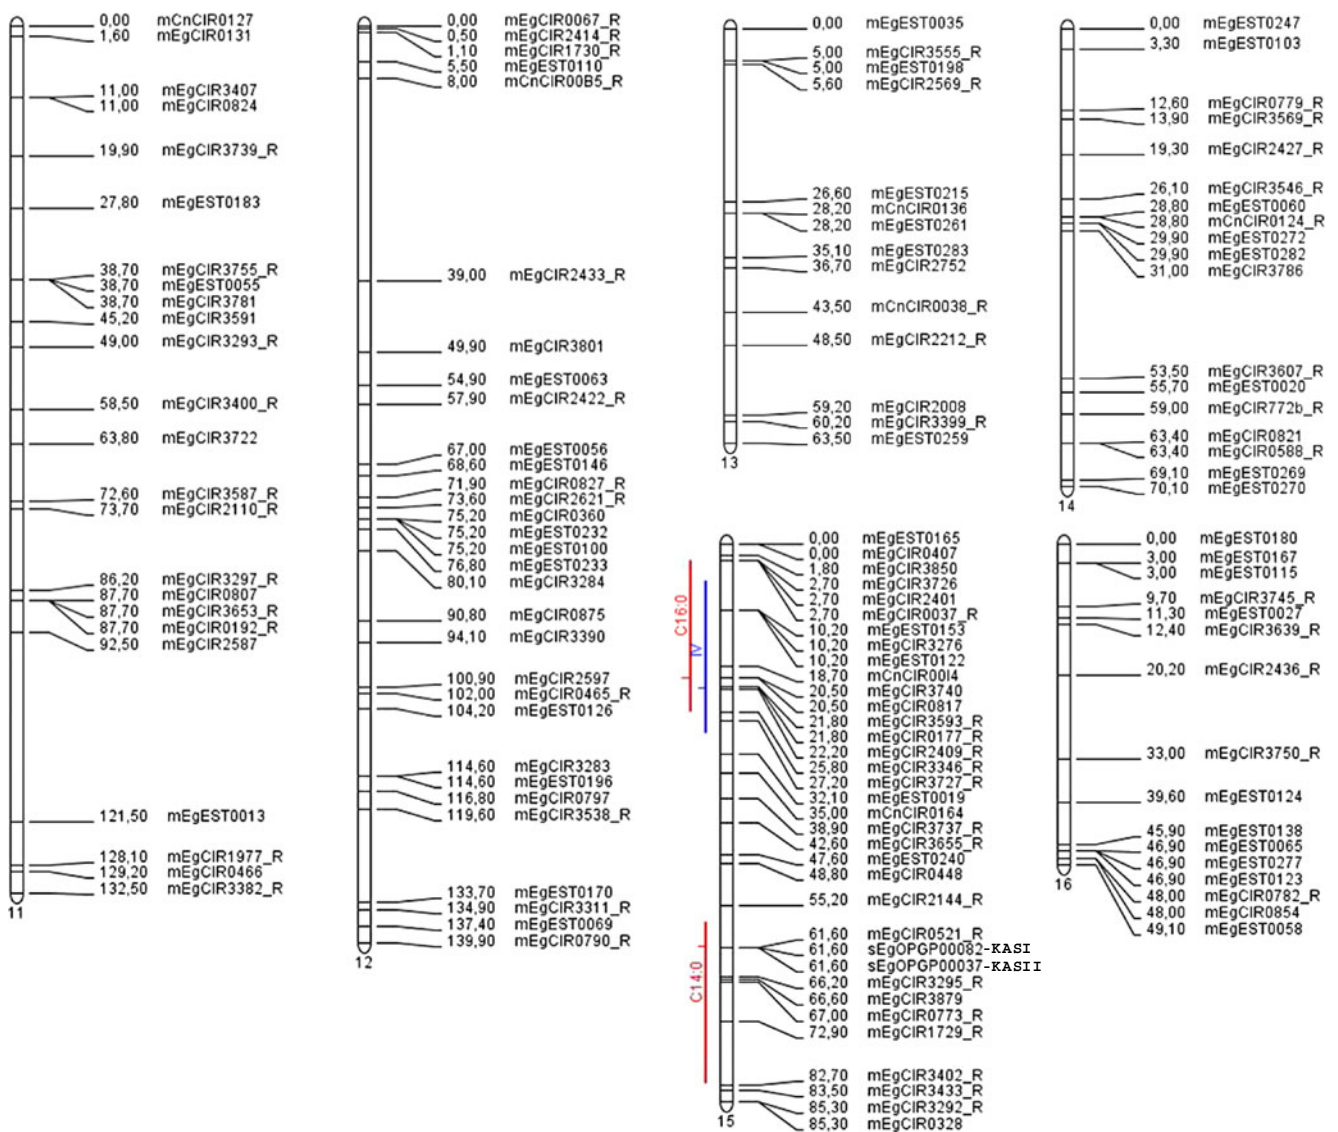 0,00 mCnCIR0127
1,60 mEgCIR0131
11,00 mEgCIR3407
11,00 mEgCIR0824
19,90 mEgCIR3739_R
27,80 mEgEST0183
38,70 mEgCIR3755_R
38,70 mEgEST0055
38,70 mEgCIR3781
45,20 mEgCIR3591
49,00 mEgCIR3293_R
58,50 mEgCIR3400_R
63,80 mEgCIR3722
72,60 mEgCIR3587_R
73,70 mEgCIR2110_R
86,20 mEgCIR3297_R
87,70 mEgCIR0807
87,70 mEgCIR3653_R
87,70 mEgCIR0192_R
92,50 mEgCIR2587
121,50 mEgEST0013
128,10 mEgCIR1977_R
129,20 mEgCIR0466
132,50 mEgCIR3382_R
11
0,00 mEgCIR0067_R
0,50 mEgCIR2414_R
1,10 mEgCIR1730_R
5,50 mEgEST0110
8,00 mCnCIR00B5_R
39,00 mEgCIR2433_R
49,90 mEgCIR3801
54,90 mEgEST0063
57,90 mEgCIR2422_R
67,00 mEgEST0056
68,60 mEgEST0146
71,90 mEgCIR0827_R
73,60 mEgCIR2621_R
75,20 mEgCIR0360
75,20 mEgEST0232
75,20 mEgEST0100
76,80 mEgEST0233
80,10 mEgCIR3284
90,80 mEgCIR0875
94,10 mEgCIR3390
100,90 mEgCIR2597
102,00 mEgCIR0465_R
104,20 mEgEST0126
114,60 mEgCIR3283
114,60 mEgEST0196
116,80 mEgCIR0797
119,60 mEgCIR3538_R
133,70 mEgEST0170
134,90 mEgCIR3311_R
137,40 mEgEST0069
139,90 mEgCIR0790_R
12
0,00 mEgEST0035
5,00 mEgCIR3555_R
5,00 mEgEST0198
5,60 mEgCIR2569_R
26,60 mEgEST0215
28,20 mCnCIR0136
28,20 mEgEST0261
35,10 mEgEST0283
36,70 mEgCIR2752
43,50 mCnCIR0038_R
48,50 mEgCIR2212_R
59,20 mEgCIR2008
60,20 mEgCIR3399_R
63,50 mEgEST0259
13
0,00 mEgEST0247
3,30 mEgEST0103
12,60 mEgCIR0779_R
13,90 mEgCIR3569_R
19,30 mEgCIR2427_R
26,10 mEgCIR3546_R
28,80 mEgEST0060
28,80 mCnCIR0124_R
29,90 mEgEST0272
29,90 mEgEST0282
31,00 mEgCIR3786
53,50 mEgCIR3607_R
55,70 mEgEST0020
59,00 mEgCIR772b_R
63,40 mEgCIR0821
63,40 mEgCIR0588_R
69,10 mEgEST0269
70,10 mEgEST0270
14
C16:0
IV
C14:0
0,00 mEgEST0165
0,00 mEgCIR0407
1,80 mEgCIR3850
2,70 mEgCIR3726
2,70 mEgCIR2401
2,70 mEgCIR0037_R
10,20 mEgEST0153
10,20 mEgCIR3276
10,20 mEgEST0122
18,70 mCnCIR00I4
20,50 mEgCIR3740
20,50 mEgCIR0817
21,80 mEgCIR3593_R
21,80 mEgCIR0177_R
22,20 mEgCIR2409_R
25,80 mEgCIR3346_R
27,20 mEgCIR3727_R
32,10 mEgEST0019
35,00 mCnCIR0164
38,90 mEgCIR3737_R
42,60 mEgCIR3655_R
47,60 mEgEST0240
48,80 mEgCIR0448
55,20 mEgCIR2144_R
61,60 mEgCIR0521_R
61,60 sEgOPGP00082-KASI
61,60 sEgOPGP00037-KASII
66,20 mEgCIR3295_R
66,60 mEgCIR3879
67,00 mEgCIR0773_R
72,90 mEgCIR1729_R
82,70 mEgCIR3402_R
83,50 mEgCIR3433_R
85,30 mEgCIR3292_R
85,30 mEgCIR0328
15
0,00 mEgEST0180
3,00 mEgEST0167
3,00 mEgEST0115
9,70 mEgCIR3745_R
11,30 mEgEST0027
12,40 mEgCIR3639_R
20,20 mEgCIR2436_R
33,00 mEgCIR3750_R
39,60 mEgEST0124
45,90 mEgEST0138
46,90 mEgEST0065
46,90 mEgEST0277
46,90 mEgEST0123
48,00 mEgCIR0782_R
48,00 mEgCIR0854
49,10 mEgEST0058
16